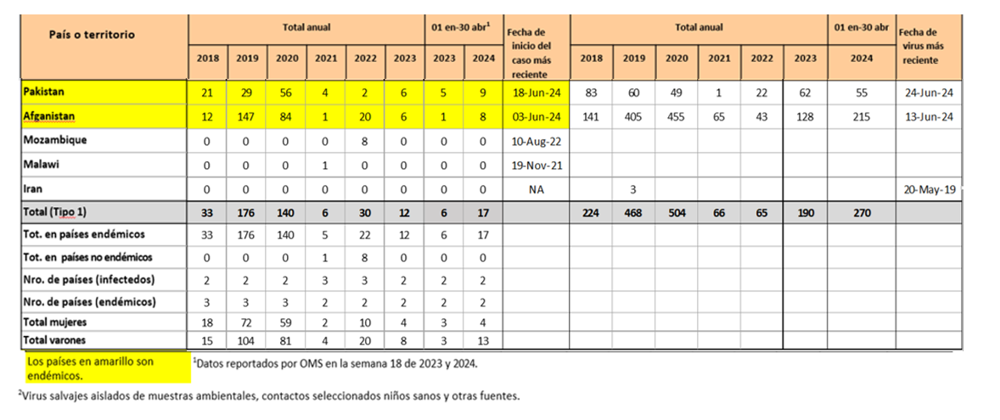 País o territorio Total anual 01 en-30 abr1 Fecha de inicio del caso más reciente Total anual 01 en-30 abr Fecha de virus más reciente
2018 2019 2020 2021 2022 2023 2023 2024 2018 2019 2020 2021 2022 2023 2024
Pakistan 21 29 56 4 2 6 5 9 18-Jun-24 83 60 49 1 22 62 55 24-Jun-24
Afganistan 12 147 84 1 20 6 1 8 03-Jun-24 141 405 455 65 43 128 215 13-Jun-24
Mozambique 0 0 0 0 8 0 0 0 10-Aug-22
Malawi 0 0 0 1 0 0 0 0 19-Nov-21
Iran 0 0 0 0 0 0 0 0 NA 3 20-May-19
Total (Tipo 1) 33 176 140 6 30 12 6 17 224 468 504 66 65 190 270
Tot. en países endémicos 33 176 140 5 22 12 6 17
Tot. en países no endémicos 0 0 0 1 8 0 0 0
Nro. de países (infectedos) 2 2 2 3 3 2 2 2
Nro. de países (endémicos) 3 3 3 2 2 2 2 2
Total mujeres 18 72 59 2 10 4 3 4
Total varones 15 104 81 4 20 8 3 13
Los países en amarillo son endémicos.
1Datos reportados por OMS en la semana 18 de 2023 y 2024.
2Virus salvajes aislados de muestras ambientales, contactos seleccionados niños sanos y otras fuentes.